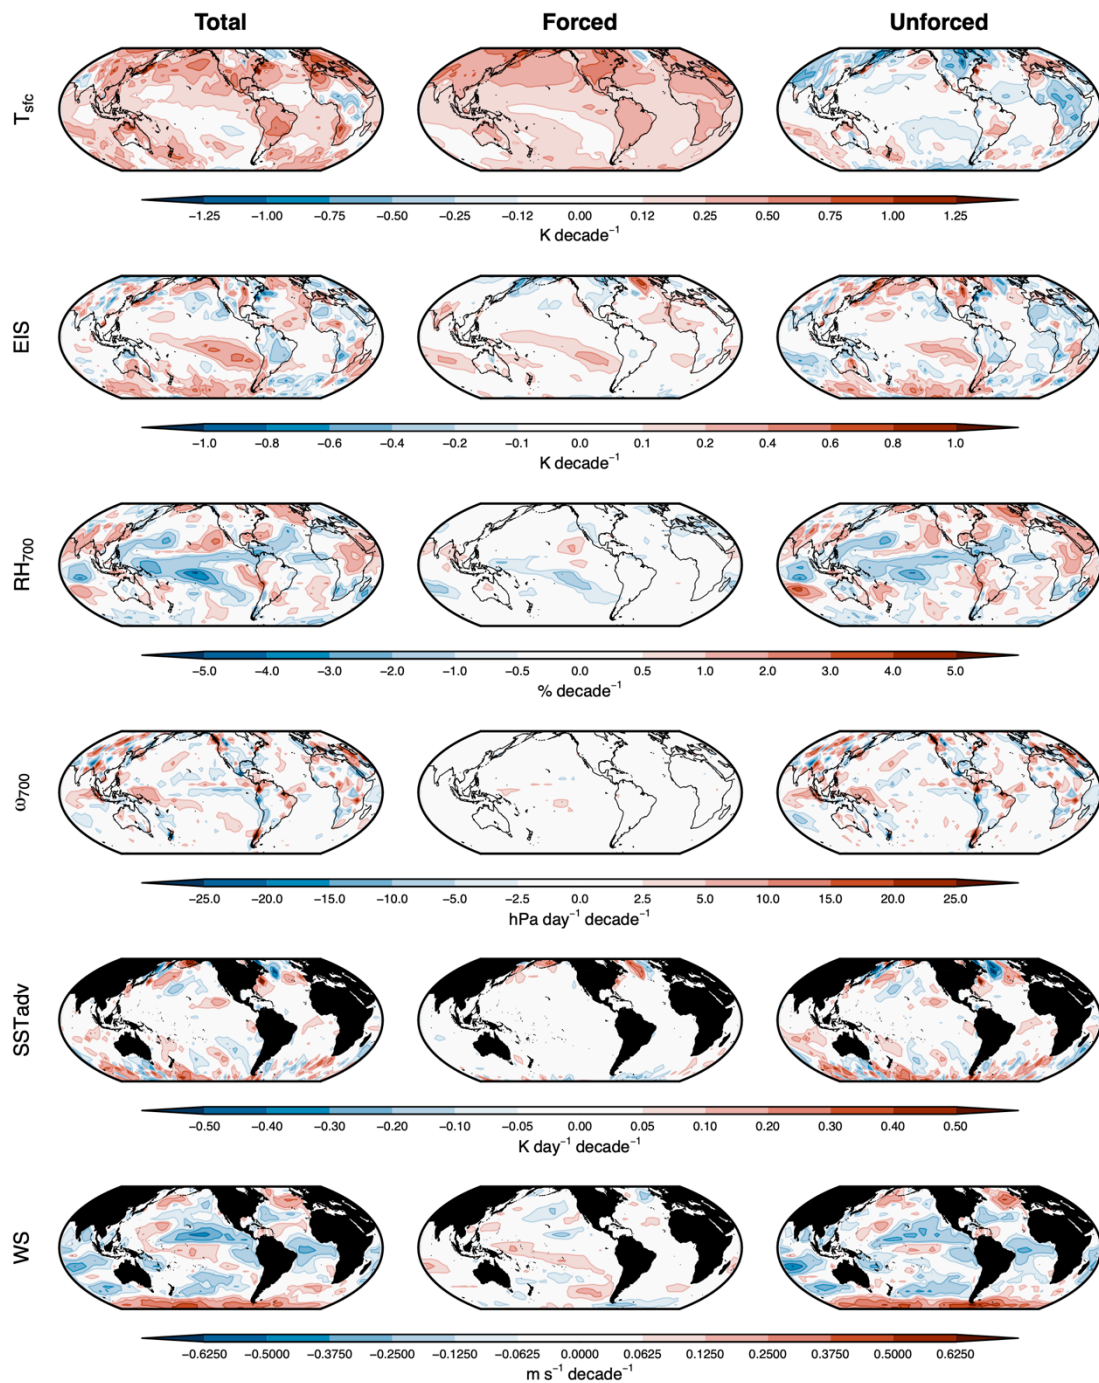 Total Forced Unforced
Tsfc
−1.25 −1.00 −0.75 −0.50 −0.25 −0.12 0.00 0.12 0.25 0.50 0.75 1.00 1.25
K decade⁻¹
EIS
−1.0 −0.8 −0.6 −0.4 −0.2 −0.1 0.0 0.1 0.2 0.4 0.6 0.8 1.0
K decade⁻¹
RH₇₀₀
−5.0 −4.0 −3.0 −2.0 −1.0 −0.5 0.0 0.5 1.0 2.0 3.0 4.0 5.0
% decade⁻¹
ω₇₀₀
−25.0 −20.0 −15.0 −10.0 −5.0 −2.5 0.0 2.5 5.0 10.0 15.0 20.0 25.0
hPa day⁻¹ decade⁻¹
SSTadv
−0.50 −0.40 −0.30 −0.20 −0.10 −0.05 0.00 0.05 0.10 0.20 0.30 0.40 0.50
K day⁻¹ decade⁻¹
WS
−0.6250 −0.5000 −0.3750 −0.2500 −0.1250 −0.0625 0.0000 0.0625 0.1250 0.2500 0.3750 0.5000 0.6250
m s⁻¹ decade⁻¹